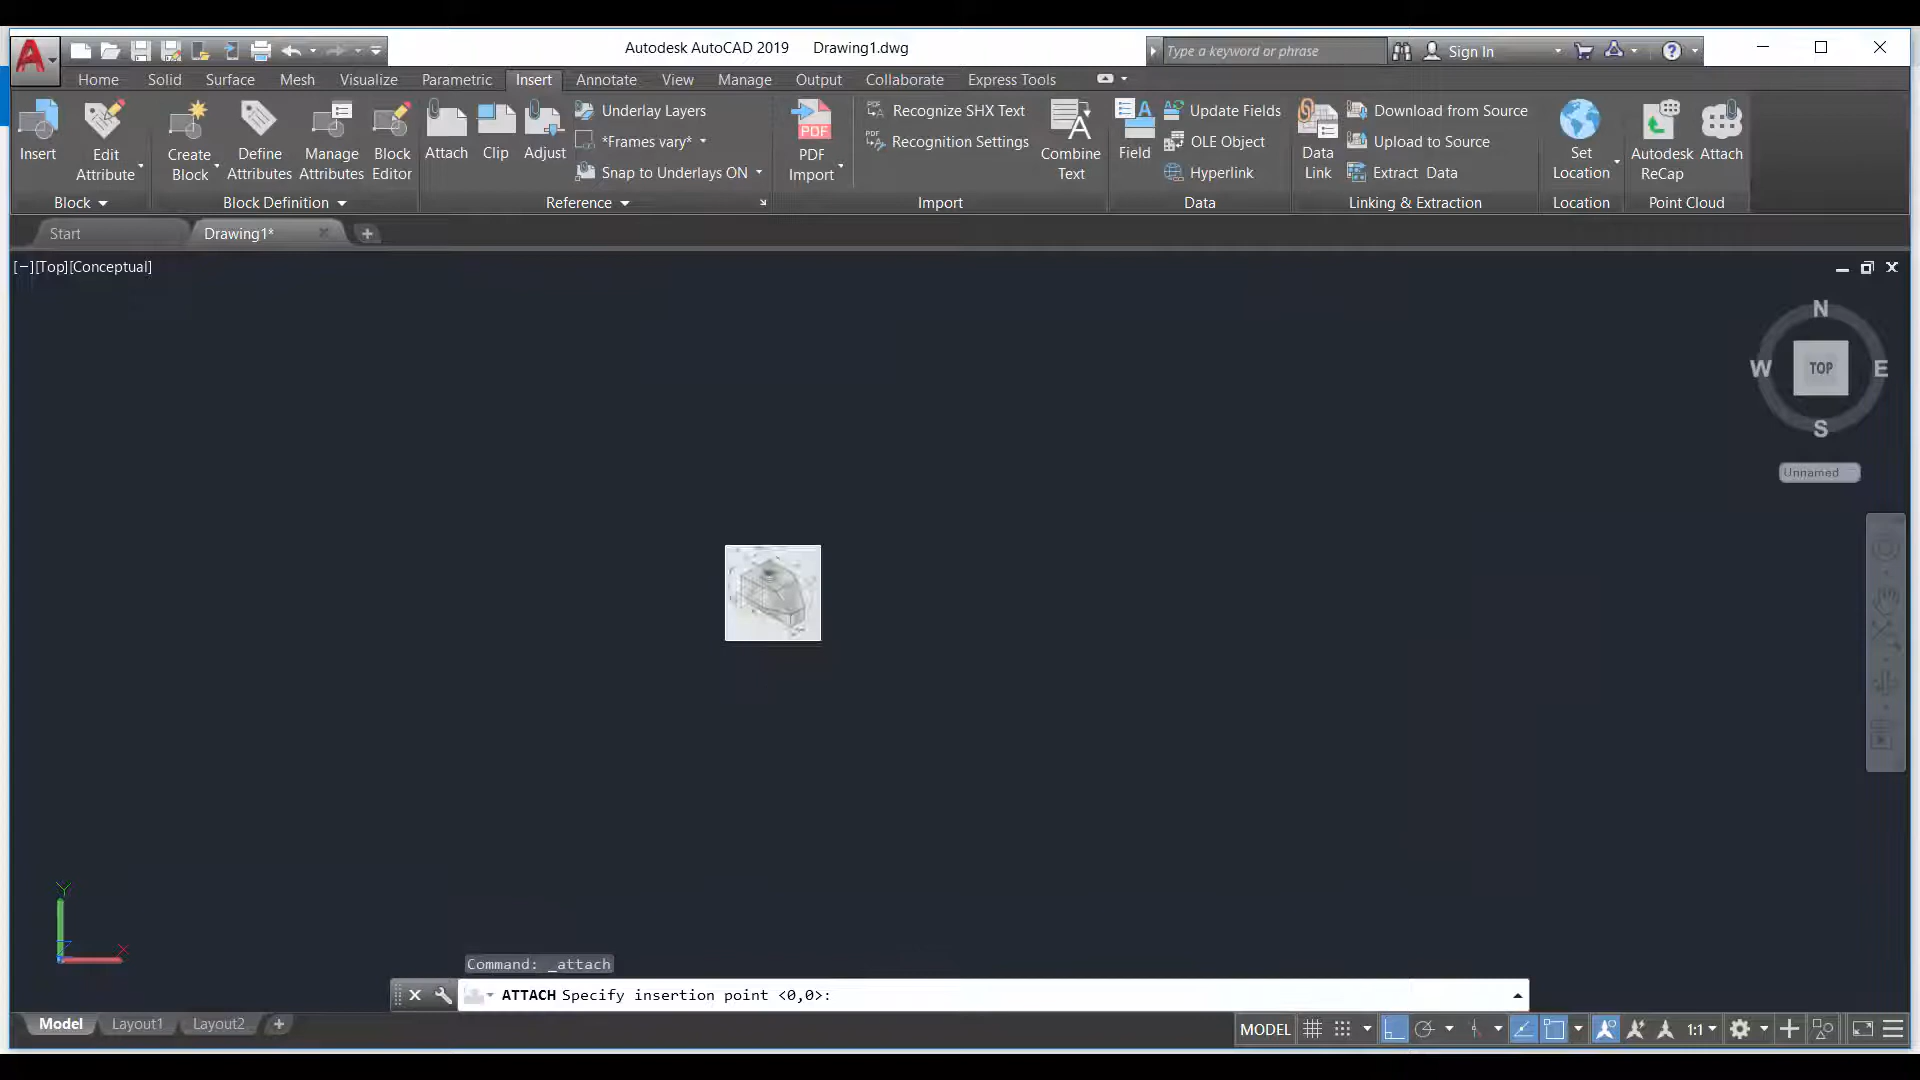 Autodesk AutoCAD 2019 Drawing1.dwg
Type a keyword or phrase
Sign In
Home Solid Surface Mesh Visualize Parametric Insert Annotate View Manage Output Collaborate Express Tools
Insert
Edit
Attribute
Block
Create
Block
Define
Attributes
Manage
Attributes
Block
Editor
Block Definition
Attach
Clip
Adjust
Underlay Layers
*Frames vary*
Snap to Underlays ON
Reference
PDF
PDF
Import
Recognize SHX Text
Recognition Settings
Combine
Text
Import
Field
Update Fields
OLE Object
Hyperlink
Data
Data
Link
Download from Source
Upload to Source
Extract Data
Linking & Extraction
Set
Location
Location
Autodesk
ReCap
Attach
Point Cloud
Start
Drawing1*
[−][Top][Conceptual]
N
W
TOP
E
S
Unnamed
Y
X
Command: _attach
ATTACH Specify insertion point <0,0>:
Model Layout1 Layout2
MODEL
1:1